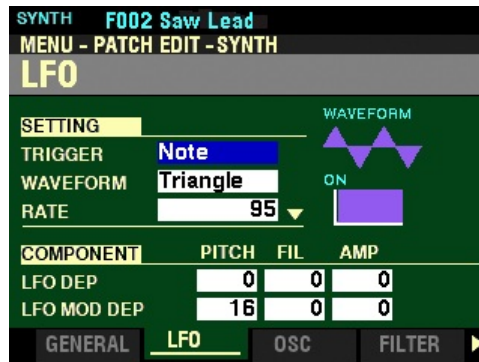 SYNTH F002 Saw Lead
MENU - PATCH EDIT - SYNTH
LFO
SETTING
WAVEFORM
TRIGGER Note
WAVEFORM Triangle
ON
RATE 95
COMPONENT PITCH FIL AMP
LFO DEP 0 0 0
LFO MOD DEP 16 0 0
GENERAL LFO OSC FILTER